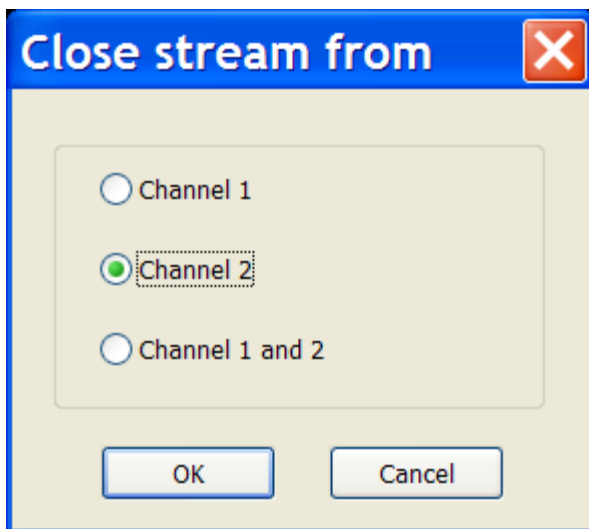 Close stream from
Channel 1
Channel 2
Channel 1 and 2
OK
Cancel